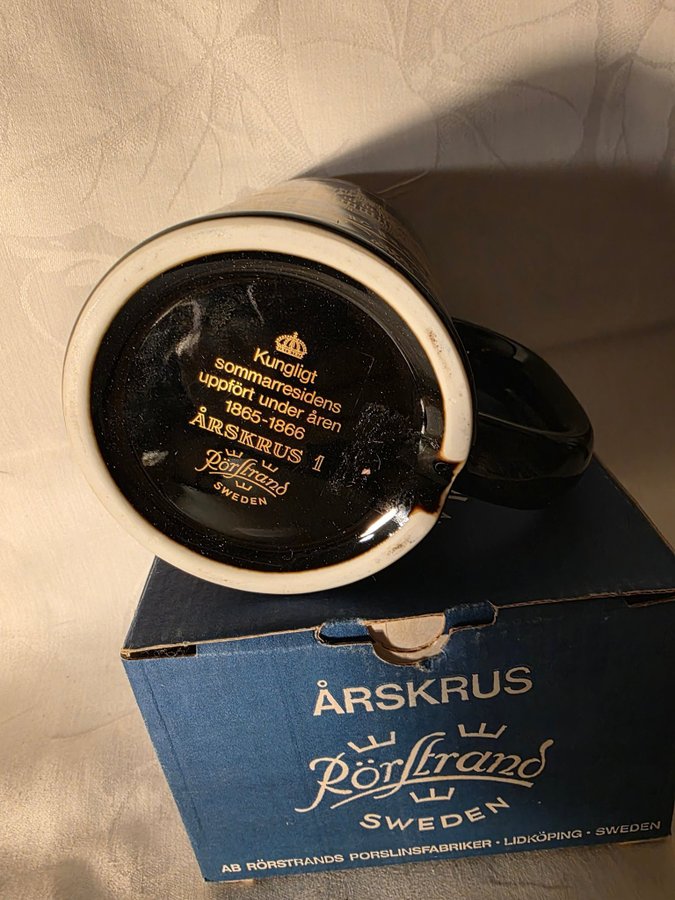 Kungligt
sommarresidens
uppfört under åren
1865-1866
ÅRSKRUS 1
Rörstrand
SWEDEN
ÅRSKRUS
Rörstrand
SWEDEN
AB RÖRSTRANDS PORSLINSFABRIKER · LIDKÖPING · SWEDEN